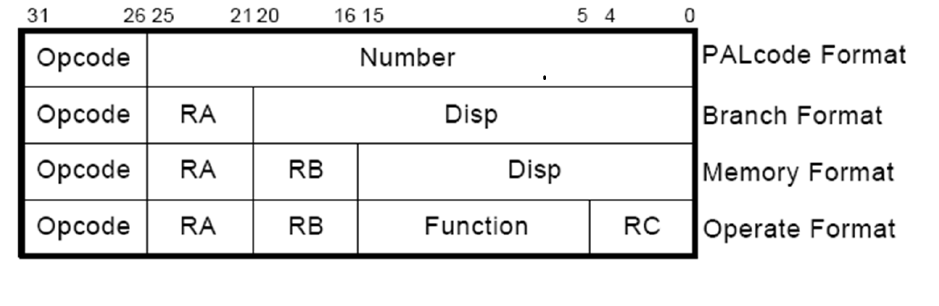 31 26 25 21 20 16 15 5 4 0
Opcode Number PALcode Format
Opcode RA Disp Branch Format
Opcode RA RB Disp Memory Format
Opcode RA RB Function RC Operate Format